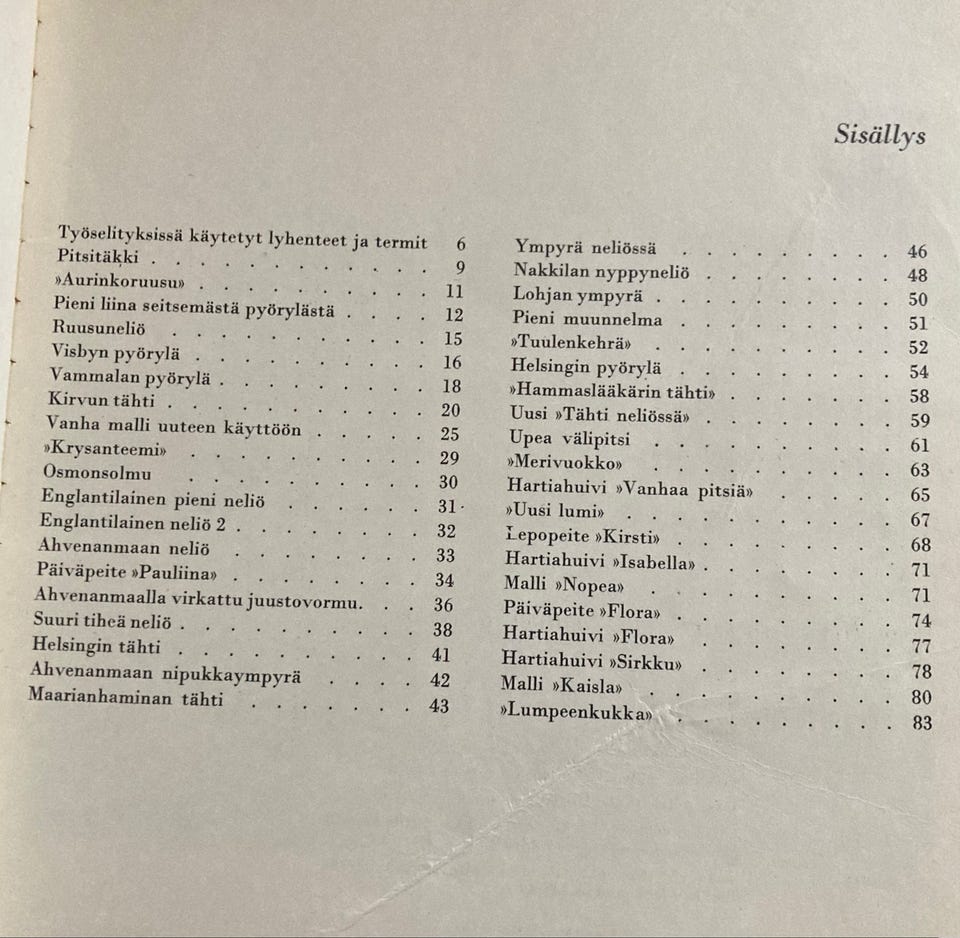 Sisällys
Työselityksissä käytetyt lyhenteet ja termit 6
Pitsitäkki . . . . . . . . . . 9
»Aurinkoruusu» . . . . . . . . . 11
Pieni liina seitsemästä pyörylästä . . . . 12
Ruusuneliö . . . . . . . . . . 15
Visbyn pyörylä . . . . . . . . . 16
Vammalan pyörylä . . . . . . . . 18
Kirvun tähti . . . . . . . . . . 20
Vanha malli uuteen käyttöön . . . . . 25
»Krysanteemi» . . . . . . . . . 29
Osmonsolmu . . . . . . . . . 30
Englantilainen pieni neliö . . . . . . 31
Englantilainen neliö 2 . . . . . . . 32
Ahvenanmaan neliö . . . . . . . . 33
Päiväpeite »Pauliina» . . . . . . . . 34
Ahvenanmaalla virkattu juustovormu. . . 36
Suuri tiheä neliö . . . . . . . . . 38
Helsingin tähti . . . . . . . . . 41
Ahvenanmaan nipukkaympyrä . . . . 42
Maarianhaminan tähti . . . . . . . 43
Ympyrä neliössä . . . . . . . . . 46
Nakkilan nyppyneliö . . . . . . . . 48
Lohjan ympyrä . . . . . . . . . . 50
Pieni muunnelma . . . . . . . . . 51
»Tuulenkehrä» . . . . . . . . . . 52
Helsingin pyörylä . . . . . . . . . 54
»Hammaslääkärin tähti» . . . . . . . 58
Uusi »Tähti neliössä» . . . . . . . . 59
Upea välipitsi . . . . . . . . . . 61
»Merivuokko» . . . . . . . . . . 63
Hartiahuivi »Vanhaa pitsiä» . . . . . 65
»Uusi lumi» . . . . . . . . . . . 67
Lepopeite »Kirsti» . . . . . . . . . 68
Hartiahuivi »Isabella» . . . . . . . . 71
Malli »Nopea» . . . . . . . . . . 71
Päiväpeite »Flora» . . . . . . . . . 74
Hartiahuivi »Flora» . . . . . . . . 77
Hartiahuivi »Sirkku» . . . . . . . . 78
Malli »Kaisla» . . . . . . . . . . 80
»Lumpeenkukka» . . . . . . . . . 83